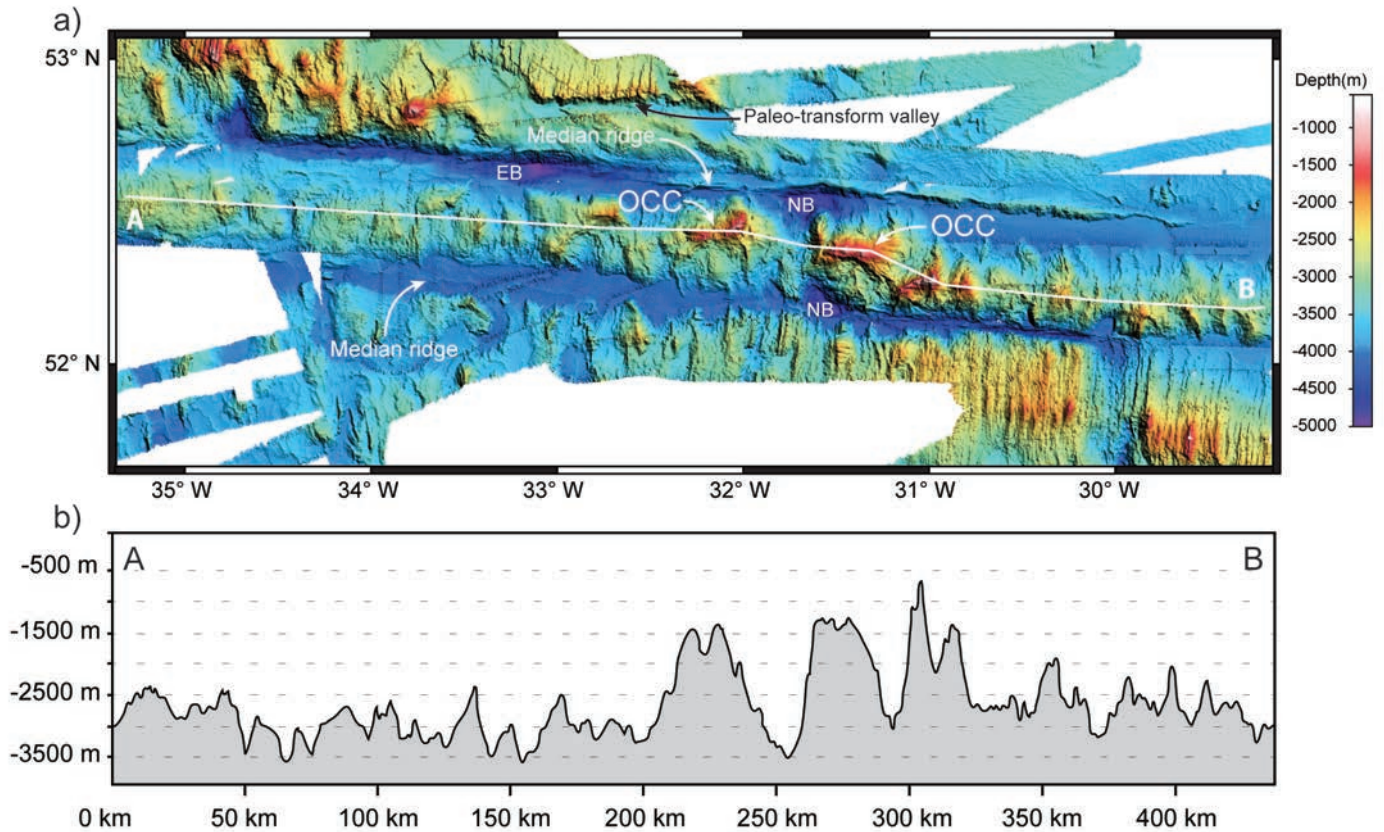 a)
53° N
52° N
Depth(m)
-1000
-1500
-2000
-2500
-3000
-3500
-4000
-4500
-5000
Paleo-transform valley
Median ridge
EB
OCC
NB
OCC
A
B
NB
Median ridge
35° W 34° W 33° W 32° W 31° W 30° W
b)
A B
-500 m
-1500 m
-2500 m
-3500 m
0 km 50 km 100 km 150 km 200 km 250 km 300 km 350 km 400 km